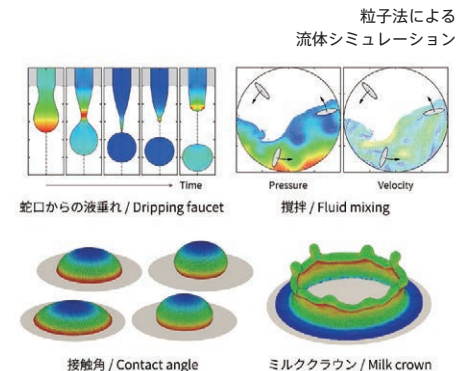 粒子法による
流体シミュレーション
Time
Pressure
Velocity
蛇口からの液垂れ / Dripping faucet
撹拌 / Fluid mixing
接触角 / Contact angle
ミルククラウン / Milk crown